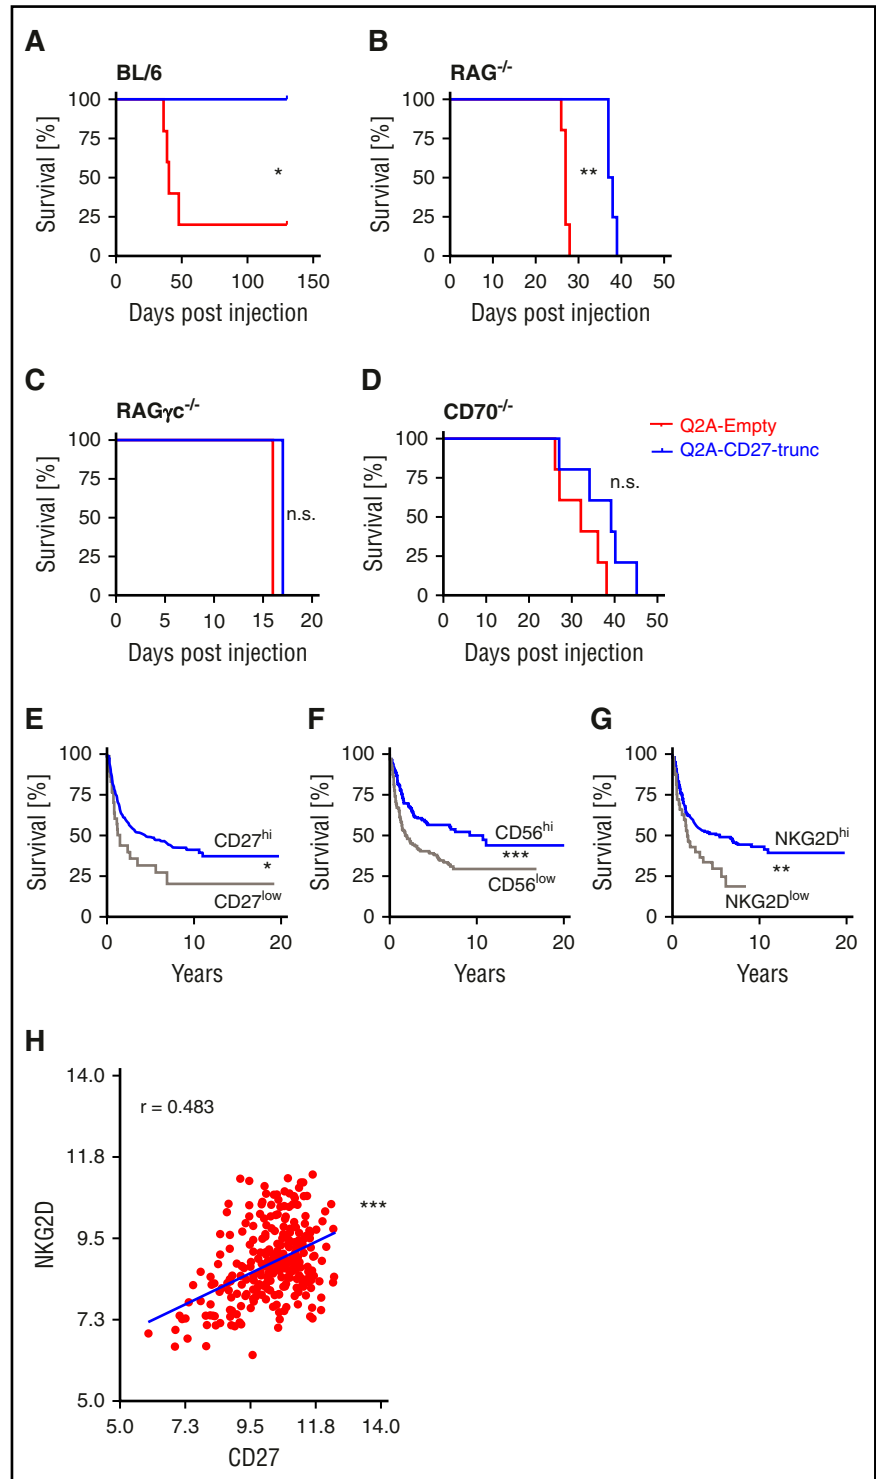 A
BL/6
Survival [%]
100
75
50
25
0
*
0 50 100 150
Days post injection
B
RAG-/-
Survival [%]
100
75
50
25
0
**
0 10 20 30 40 50
Days post injection
C
RAGγc-/-
Survival [%]
100
75
50
25
0
n.s.
0 5 10 15 20
Days post injection
D
CD70-/-
Survival [%]
100
75
50
25
0
n.s.
0 10 20 30 40 50
Days post injection
Q2A-Empty
Q2A-CD27-trunc
E
Survival [%]
100
75
50
25
0
CD27hi
*
CD27low
0 10 20
Years
F
Survival [%]
100
75
50
25
0
CD56hi
***
CD56low
0 10 20
Years
G
Survival [%]
100
75
50
25
0
NKG2Dhi
**
NKG2Dlow
0 10 20
Years
H
NKG2D
14.0
11.8
9.5
7.3
5.0
r = 0.483
***
5.0 7.3 9.5 11.8 14.0
CD27